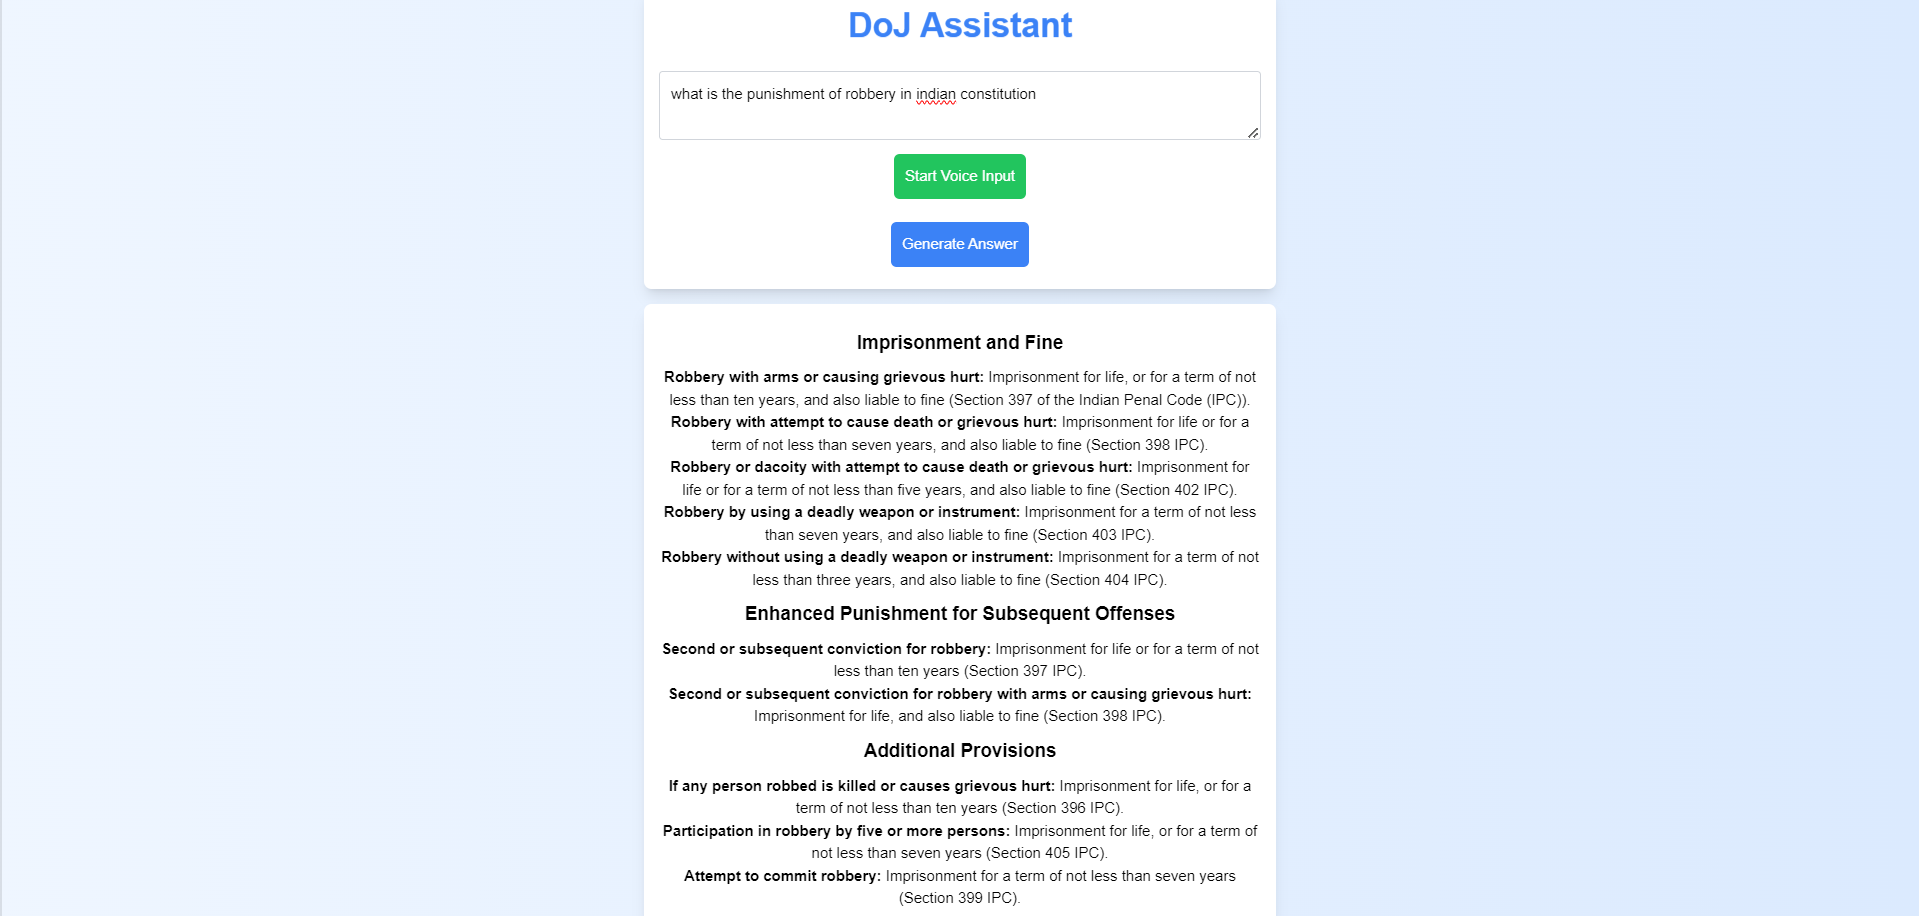 DoJ Assistant
what is the punishment of robbery in indian constitution
Start Voice Input
Generate Answer
Imprisonment and Fine
Robbery with arms or causing grievous hurt: Imprisonment for life, or for a term of not
less than ten years, and also liable to fine (Section 397 of the Indian Penal Code (IPC)).
Robbery with attempt to cause death or grievous hurt: Imprisonment for life or for a
term of not less than seven years, and also liable to fine (Section 398 IPC).
Robbery or dacoity with attempt to cause death or grievous hurt: Imprisonment for
life or for a term of not less than five years, and also liable to fine (Section 402 IPC).
Robbery by using a deadly weapon or instrument: Imprisonment for a term of not less
than seven years, and also liable to fine (Section 403 IPC).
Robbery without using a deadly weapon or instrument: Imprisonment for a term of not
less than three years, and also liable to fine (Section 404 IPC).
Enhanced Punishment for Subsequent Offenses
Second or subsequent conviction for robbery: Imprisonment for life or for a term of not
less than ten years (Section 397 IPC).
Second or subsequent conviction for robbery with arms or causing grievous hurt:
Imprisonment for life, and also liable to fine (Section 398 IPC).
Additional Provisions
If any person robbed is killed or causes grievous hurt: Imprisonment for life, or for a
term of not less than ten years (Section 396 IPC).
Participation in robbery by five or more persons: Imprisonment for life, or for a term of
not less than seven years (Section 405 IPC).
Attempt to commit robbery: Imprisonment for a term of not less than seven years
(Section 399 IPC).